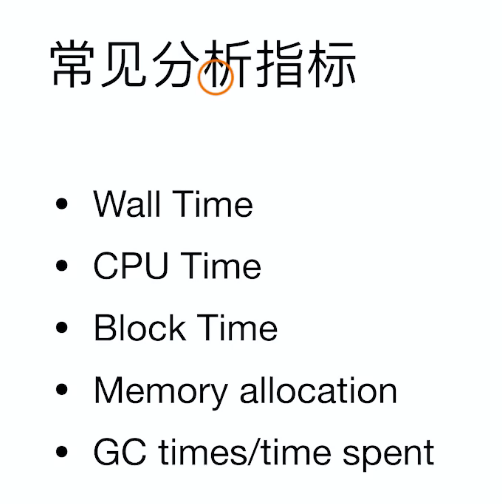 常见分析指标
• Wall Time
• CPU Time
• Block Time
• Memory allocation
• GC times/time spent